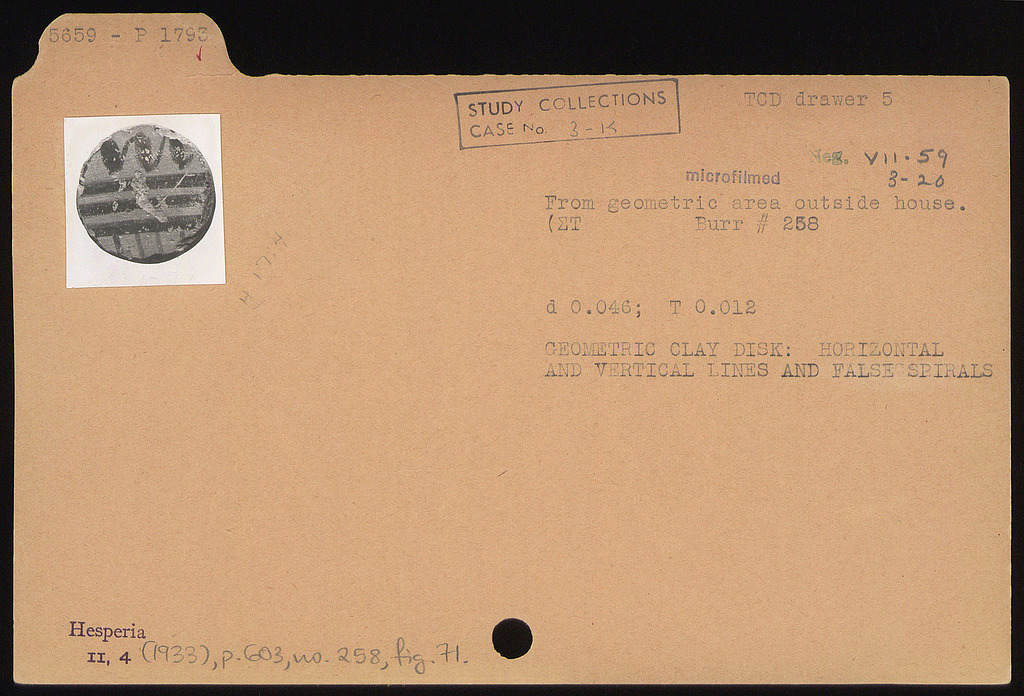 5659 - P 1793
STUDY COLLECTIONS
CASE No. 3-K
TCD drawer 5
Neg. VII·59
3-20
microfilmed
From geometric area outside house.
(ΣΤ Burr # 258
d 0.046; T 0.012
GEOMETRIC CLAY DISK: HORIZONTAL
AND VERTICAL LINES AND FALSE SPIRALS
Hesperia
II, 4 (1933), p. 603, no. 258, fig. 71.